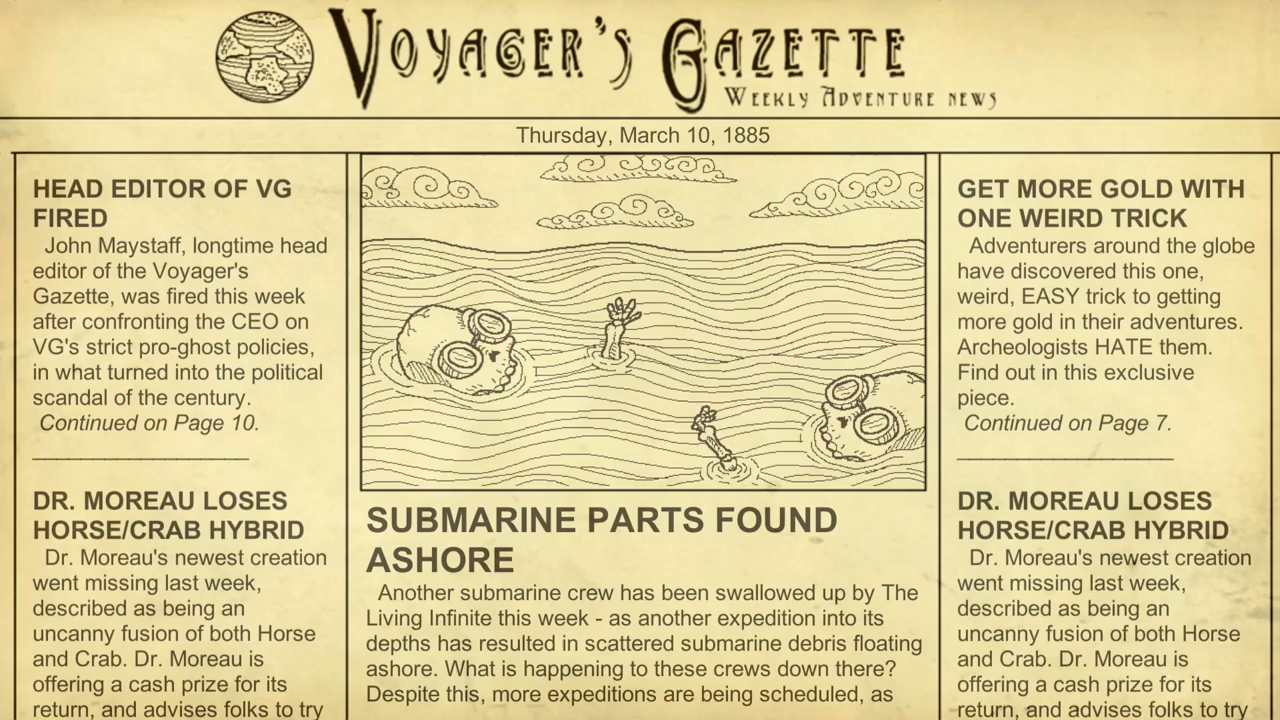 VOYAGER'S GAZETTE
WEEKLY ADVENTURE NEWS
Thursday, March 10, 1885
HEAD EDITOR OF VG
FIRED
John Maystaff, longtime head
editor of the Voyager's
Gazette, was fired this week
after confronting the CEO on
VG's strict pro-ghost policies,
in what turned into the political
scandal of the century.
Continued on Page 10.
DR. MOREAU LOSES
HORSE/CRAB HYBRID
Dr. Moreau's newest creation
went missing last week,
described as being an
uncanny fusion of both Horse
and Crab. Dr. Moreau is
offering a cash prize for its
return, and advises folks to try
SUBMARINE PARTS FOUND
ASHORE
Another submarine crew has been swallowed up by The
Living Infinite this week - as another expedition into its
depths has resulted in scattered submarine debris floating
ashore. What is happening to these crews down there?
Despite this, more expeditions are being scheduled, as
GET MORE GOLD WITH
ONE WEIRD TRICK
Adventurers around the globe
have discovered this one,
weird, EASY trick to getting
more gold in their adventures.
Archeologists HATE them.
Find out in this exclusive
piece.
Continued on Page 7.
DR. MOREAU LOSES
HORSE/CRAB HYBRID
Dr. Moreau's newest creation
went missing last week,
described as being an
uncanny fusion of both Horse
and Crab. Dr. Moreau is
offering a cash prize for its
return, and advises folks to try